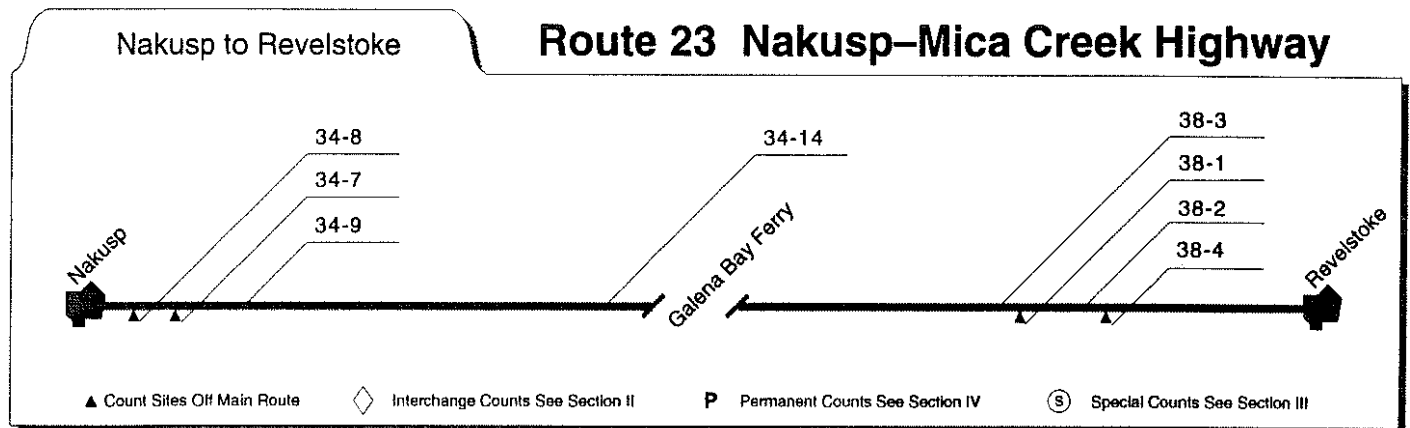 Nakusp to Revelstoke
Route 23 Nakusp–Mica Creek Highway
34-8
34-7
34-9
34-14
38-3
38-1
38-2
38-4
Nakusp
Galena Bay Ferry
Revelstoke
▲ Count Sites Off Main Route
Interchange Counts See Section II
P Permanent Counts See Section IV
S Special Counts See Section III